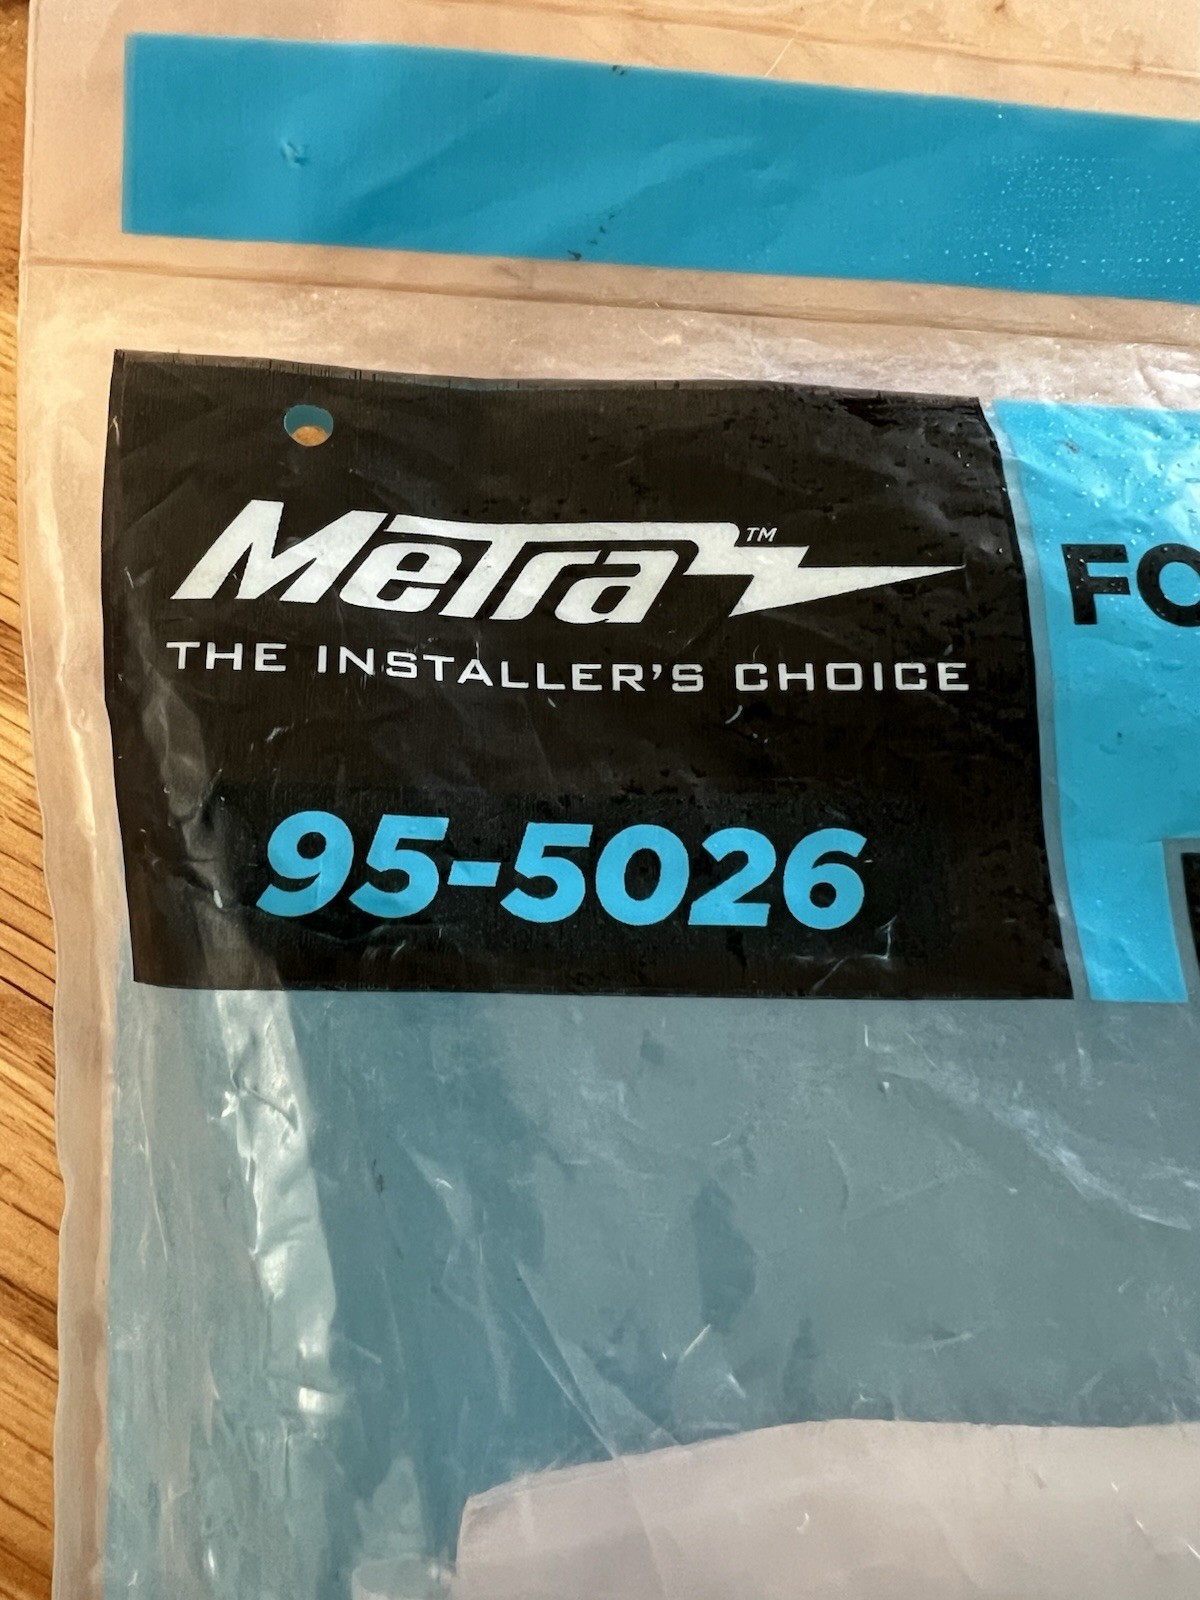 Metra™
THE INSTALLER'S CHOICE
95-5026